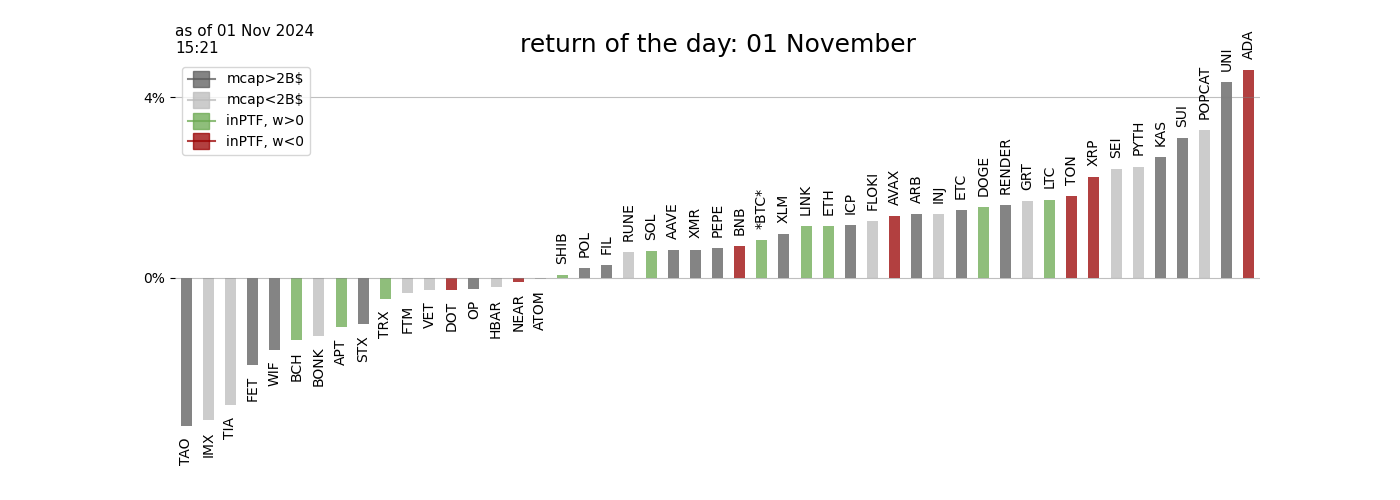 as of 01 Nov 2024
15:21
return of the day: 01 November
mcap>2B$
mcap<2B$
inPTF, w>0
inPTF, w<0
4%
0%
TAO
IMX
TIA
FET
WIF
BCH
BONK
APT
STX
TRX
FTM
VET
DOT
OP
HBAR
NEAR
ATOM
SHIB
POL
FIL
RUNE
SOL
AAVE
XMR
PEPE
BNB
*BTC*
XLM
LINK
ETH
ICP
FLOKI
AVAX
ARB
INJ
ETC
DOGE
RENDER
GRT
LTC
TON
XRP
SEI
PYTH
KAS
SUI
POPCAT
UNI
ADA